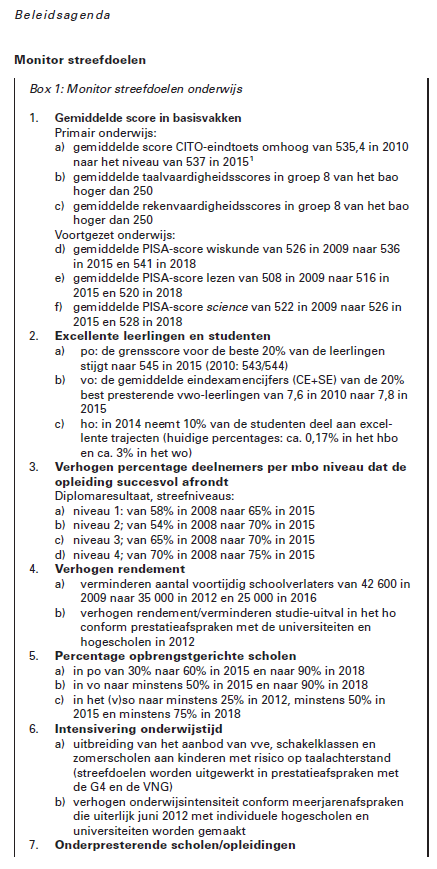 Beleidsagenda
Monitor streefdoelen
Box 1: Monitor streefdoelen onderwijs
1. Gemiddelde score in basisvakken
Primair onderwijs:
a) gemiddelde score CITO-eindtoets omhoog van 535,4 in 2010
naar het niveau van 537 in 2015¹
b) gemiddelde taalvaardigheidsscores in groep 8 van het bao
hoger dan 250
c) gemiddelde rekenvaardigheidsscores in groep 8 van het bao
hoger dan 250
Voortgezet onderwijs:
d) gemiddelde PISA-score wiskunde van 526 in 2009 naar 536
in 2015 en 541 in 2018
e) gemiddelde PISA-score lezen van 508 in 2009 naar 516 in
2015 en 520 in 2018
f) gemiddelde PISA-score science van 522 in 2009 naar 526 in
2015 en 528 in 2018
2. Excellente leerlingen en studenten
a) po: de grensscore voor de beste 20% van de leerlingen
stijgt naar 545 in 2015 (2010: 543/544)
b) vo: de gemiddelde eindexamencijfers (CE+SE) van de 20%
best presterende vwo-leerlingen van 7,6 in 2010 naar 7,8 in
2015
c) ho: in 2014 neemt 10% van de studenten deel aan excel-
lente trajecten (huidige percentages: ca. 0,17% in het hbo
en ca. 3% in het wo)
3. Verhogen percentage deelnemers per mbo niveau dat de
opleiding succesvol afrondt
Diplomaresultaat, streefniveaus:
a) niveau 1: van 58% in 2008 naar 65% in 2015
b) niveau 2; van 54% in 2008 naar 70% in 2015
c) niveau 3; van 65% in 2008 naar 70% in 2015
d) niveau 4; van 70% in 2008 naar 75% in 2015
4. Verhogen rendement
a) verminderen aantal voortijdig schoolverlaters van 42 600 in
2009 naar 35 000 in 2012 en 25 000 in 2016
b) verhogen rendement/verminderen studie-uitval in het ho
conform prestatieafspraken met de universiteiten en
hogescholen in 2012
5. Percentage opbrengstgerichte scholen
a) in po van 30% naar 60% in 2015 en naar 90% in 2018
b) in vo naar minstens 50% in 2015 en naar 90% in 2018
c) in het (v)so naar minstens 25% in 2012, minstens 50% in
2015 en minstens 75% in 2018
6. Intensivering onderwijstijd
a) uitbreiding van het aanbod van vve, schakelklassen en
zomerscholen aan kinderen met risico op taalachterstand
(streefdoelen worden uitgewerkt in prestatieafspraken met
de G4 en de VNG)
b) verhogen onderwijsintensiteit conform meerjarenafspraken
die uiterlijk juni 2012 met individuele hogescholen en
universiteiten worden gemaakt
7. Onderpresterende scholen/opleidingen